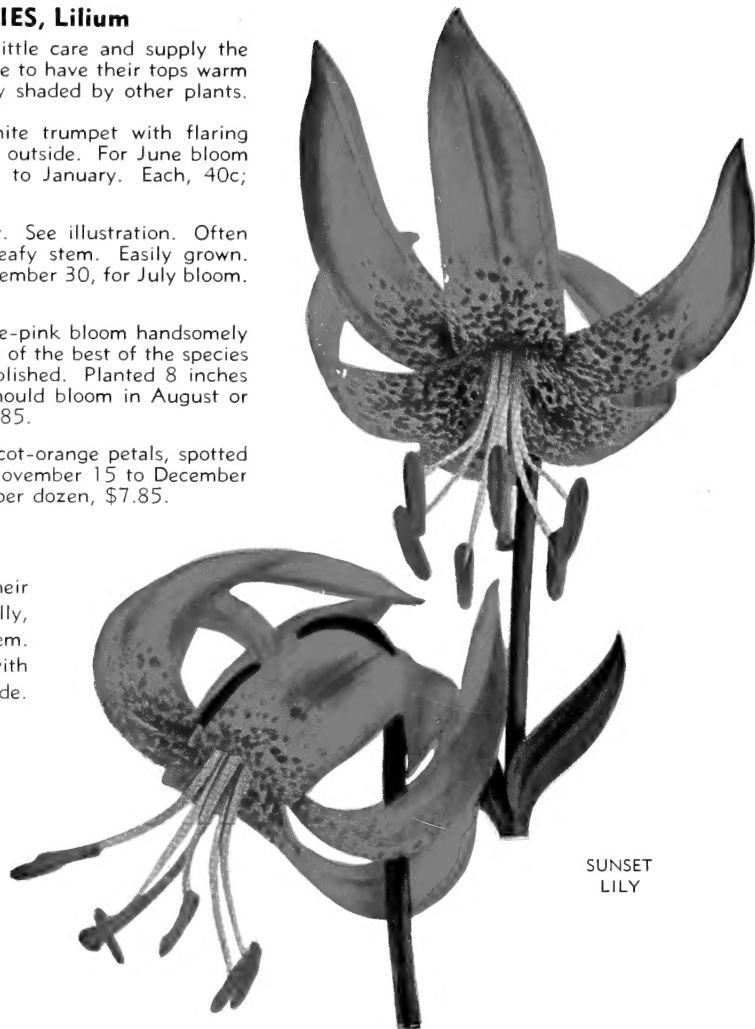 IES, Lilium
ittle care and supply the
e to have their tops warm
y shaded by other plants.
nite trumpet with flaring
outside. For June bloom
to January. Each, 40c;
. See illustration. Often
eafy stem. Easily grown.
ember 30, for July bloom.
e-pink bloom handsomely
of the best of the species
olished. Planted 8 inches
nould bloom in August or
85.
cot-orange petals, spotted
ovember 15 to December
per dozen, $7.85.
heir
lly,
em.
with
de.
SUNSET
LILY